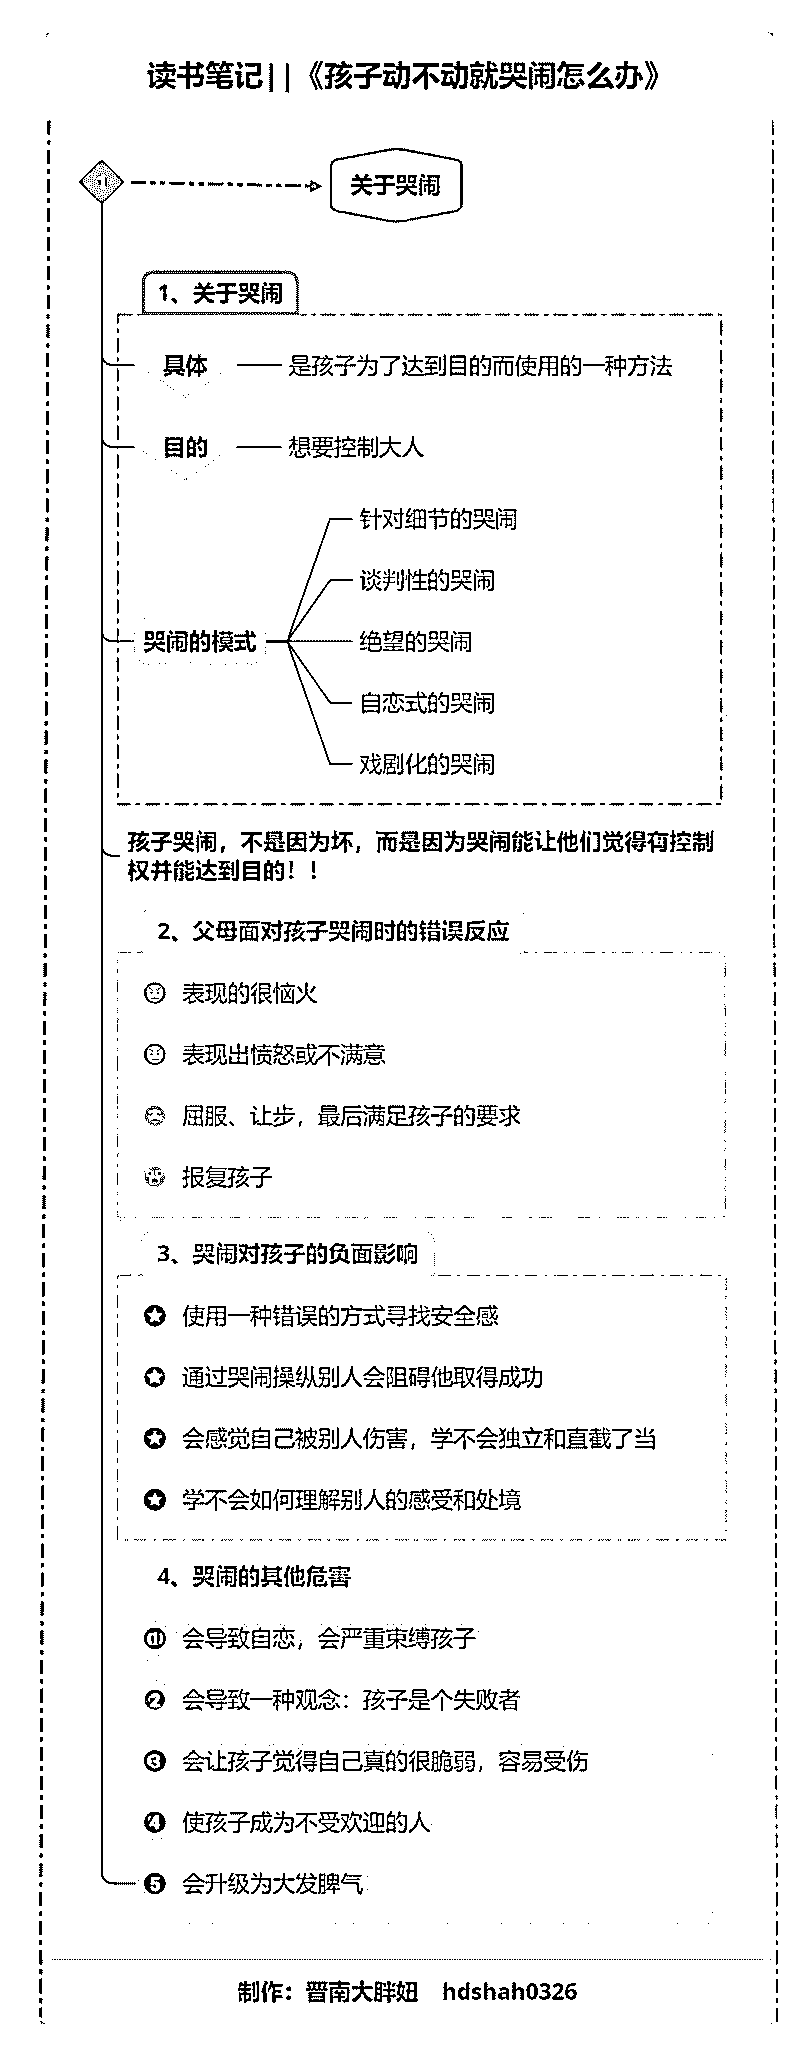 读书笔记||《孩子动不动就哭闹怎么办》
关于哭闹
1、关于哭闹
具体 是孩子为了达到目的而使用的一种方法
目的 想要控制大人
哭闹的模式
针对细节的哭闹
谈判性的哭闹
绝望的哭闹
自恋式的哭闹
戏剧化的哭闹
孩子哭闹，不是因为坏，而是因为哭闹能让他们觉得有控制
权并能达到目的！！
2、父母面对孩子哭闹时的错误反应
表现的很恼火
表现出愤怒或不满意
屈服、让步，最后满足孩子的要求
报复孩子
3、哭闹对孩子的负面影响
使用一种错误的方式寻找安全感
通过哭闹操纵别人会阻碍他取得成功
会感觉自己被别人伤害，学不会独立和直截了当
学不会如何理解别人的感受和处境
4、哭闹的其他危害
1 会导致自恋，会严重束缚孩子
2 会导致一种观念：孩子是个失败者
3 会让孩子觉得自己真的很脆弱，容易受伤
4 使孩子成为不受欢迎的人
5 会升级为大发脾气
制作：晋南大胖妞 hdshah0326